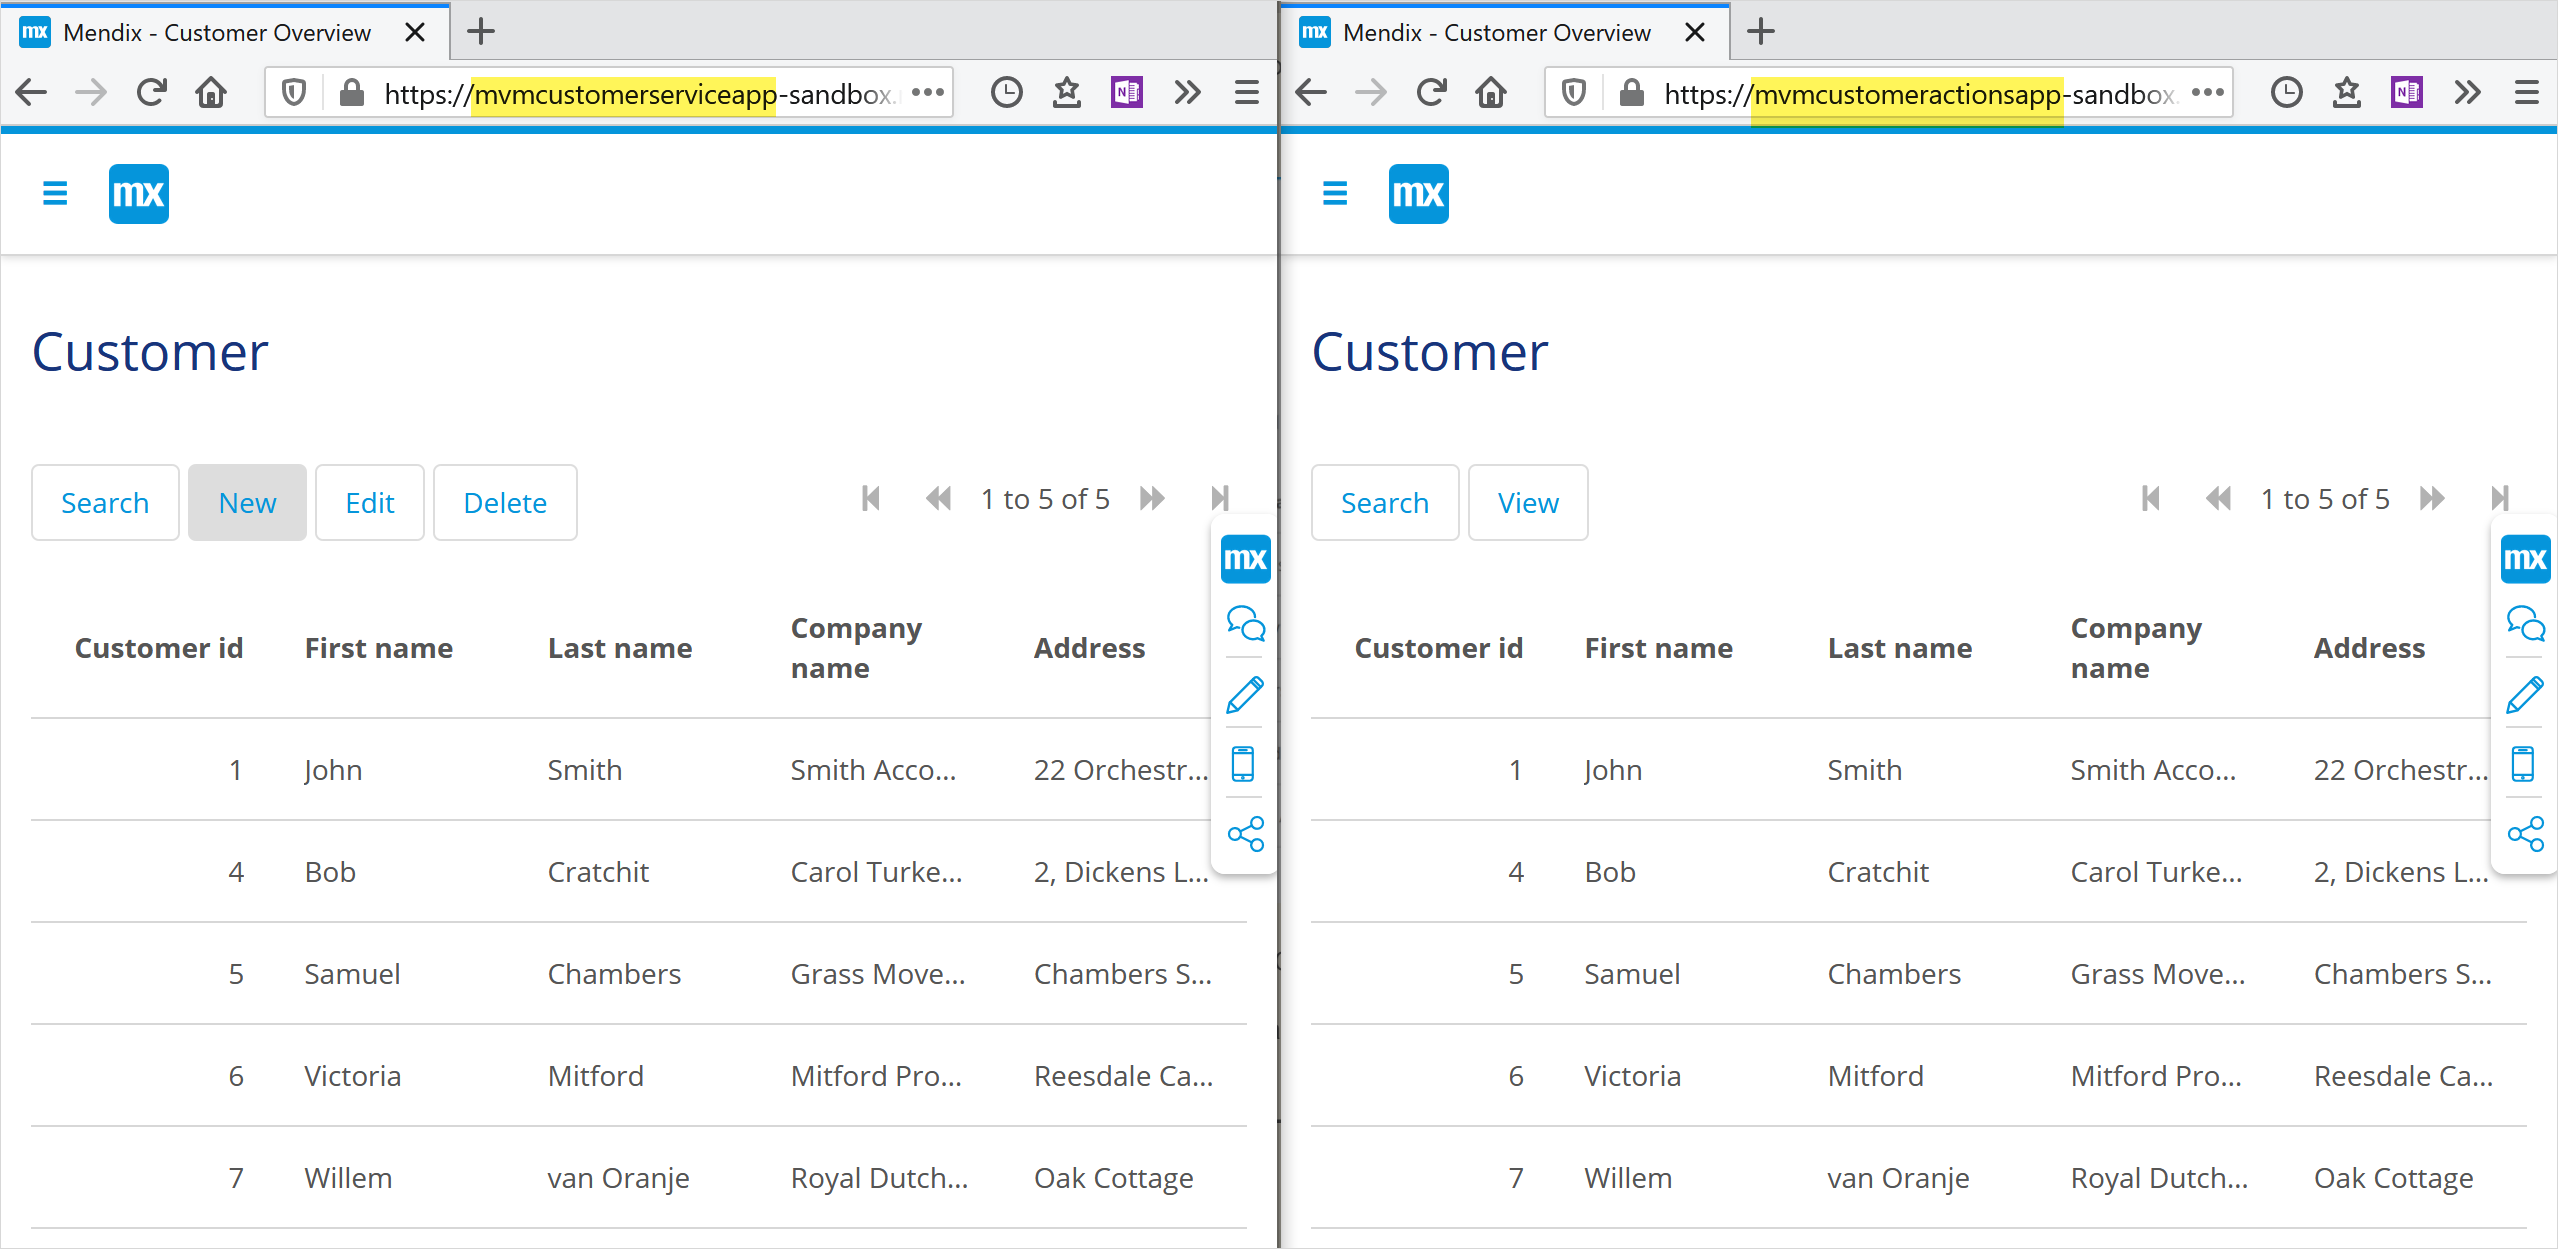 mx Mendix - Customer Overview
https://mvmcustomerserviceapp-sandbox.
mx
Customer
Search New Edit Delete 1 to 5 of 5
mx
Customer id First name Last name Company name Address
1 John Smith Smith Acco... 22 Orchestr...
4 Bob Cratchit Carol Turke... 2, Dickens L...
5 Samuel Chambers Grass Move... Chambers S...
6 Victoria Mitford Mitford Pro... Reesdale Ca...
7 Willem van Oranje Royal Dutch... Oak Cottage
mx Mendix - Customer Overview
https://mvmcustomeractionsapp-sandbox.
mx
Customer
Search View 1 to 5 of 5
mx
Customer id First name Last name Company name Address
1 John Smith Smith Acco... 22 Orchestr...
4 Bob Cratchit Carol Turke... 2, Dickens L...
5 Samuel Chambers Grass Move... Chambers S...
6 Victoria Mitford Mitford Pro... Reesdale Ca...
7 Willem van Oranje Royal Dutch... Oak Cottage